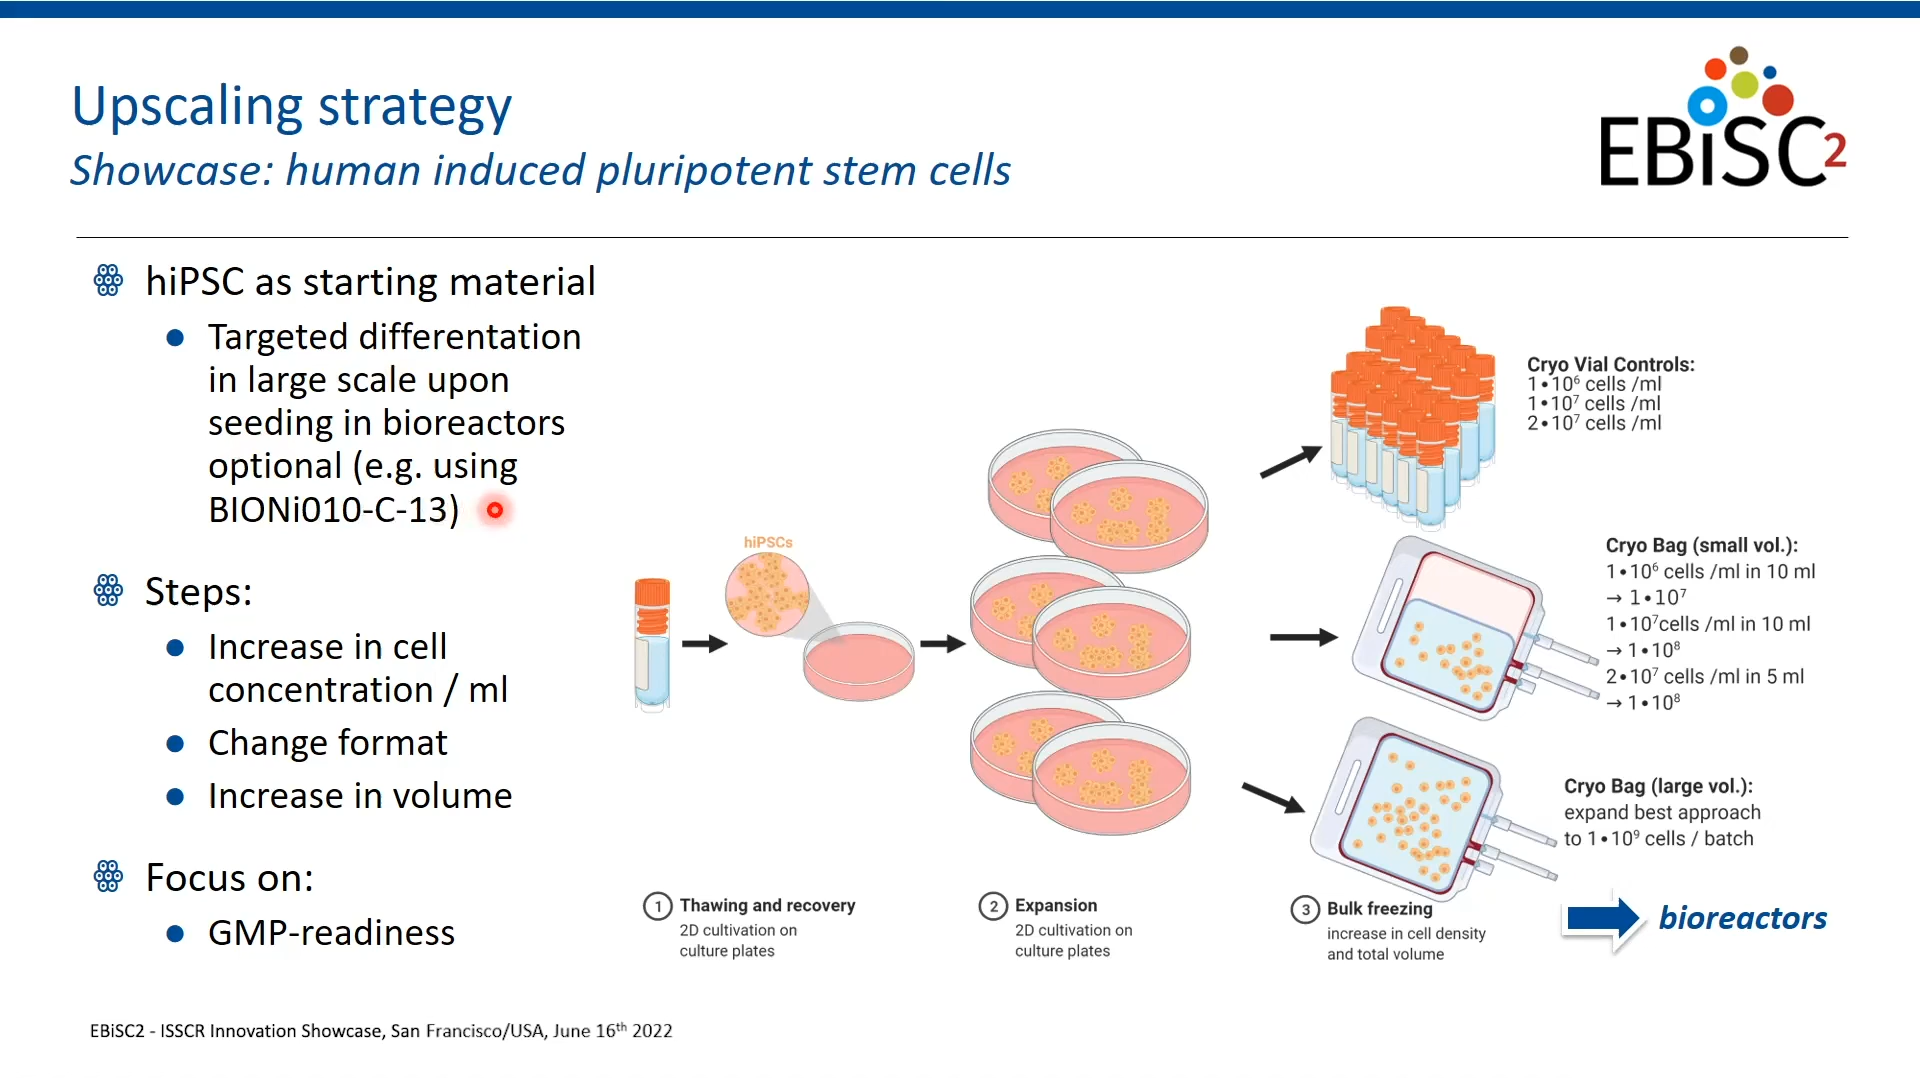 Upscaling strategy
Showcase: human induced pluripotent stem cells
EBiSC2
hiPSC as starting material
Targeted differentation
in large scale upon
seeding in bioreactors
optional (e.g. using
BIONi010-C-13)
Steps:
Increase in cell
concentration / ml
Change format
Increase in volume
Focus on:
GMP-readiness
hiPSCs
Cryo Vial Controls:
1•10⁶ cells /ml
1•10⁷ cells /ml
2•10⁷ cells /ml
Cryo Bag (small vol.):
1•10⁶ cells /ml in 10 ml
→ 1•10⁷
1•10⁷cells /ml in 10 ml
→ 1•10⁸
2•10⁷ cells /ml in 5 ml
→ 1•10⁸
Cryo Bag (large vol.):
expand best approach
to 1•10⁹ cells / batch
1 Thawing and recovery
2D cultivation on
culture plates
2 Expansion
2D cultivation on
culture plates
3 Bulk freezing
increase in cell density
and total volume
bioreactors
EBiSC2 - ISSCR Innovation Showcase, San Francisco/USA, June 16th 2022